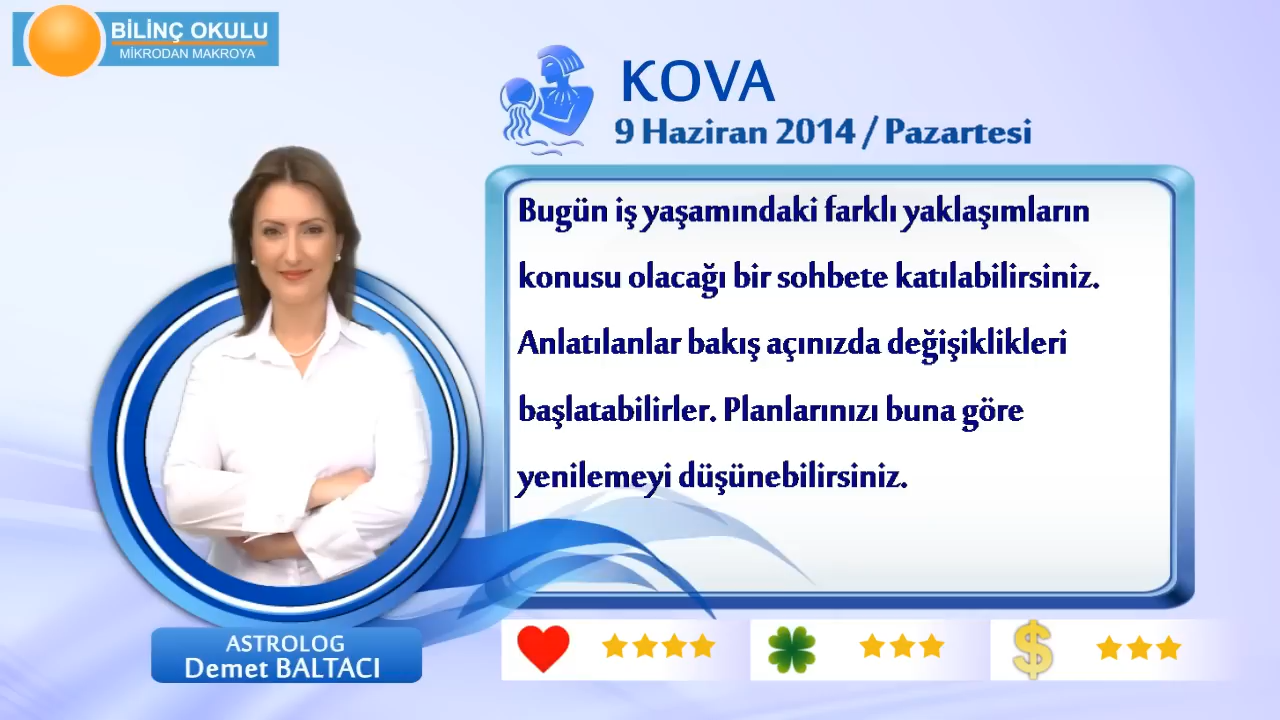 BİLİNÇ OKULU
MİKRODAN MAKROYA
KOVA
9 Haziran 2014 / Pazartesi
Bugün iş yaşamındaki farklı yaklaşımların
konusu olacağı bir sohbete katılabilirsiniz.
Anlatılanlar bakış açınızda değişiklikleri
başlatabilirler. Planlarınızı buna göre
yenilemeyi düşünebilirsiniz.
ASTROLOG
Demet BALTACI
$